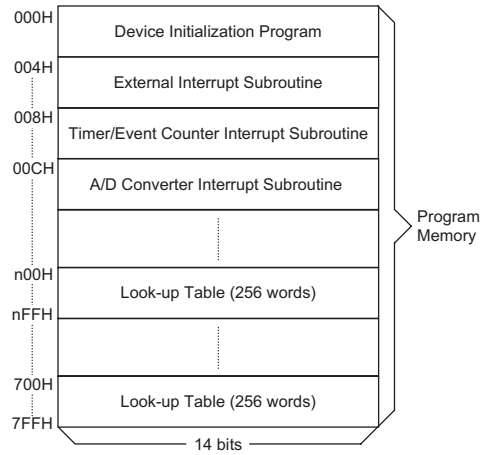 000H
Device Initialization Program
004H
External Interrupt Subroutine
008H
Timer/Event Counter Interrupt Subroutine
00CH
A/D Converter Interrupt Subroutine
Program
Memory
n00H
Look-up Table (256 words)
nFFH
700H
Look-up Table (256 words)
7FFH
14 bits